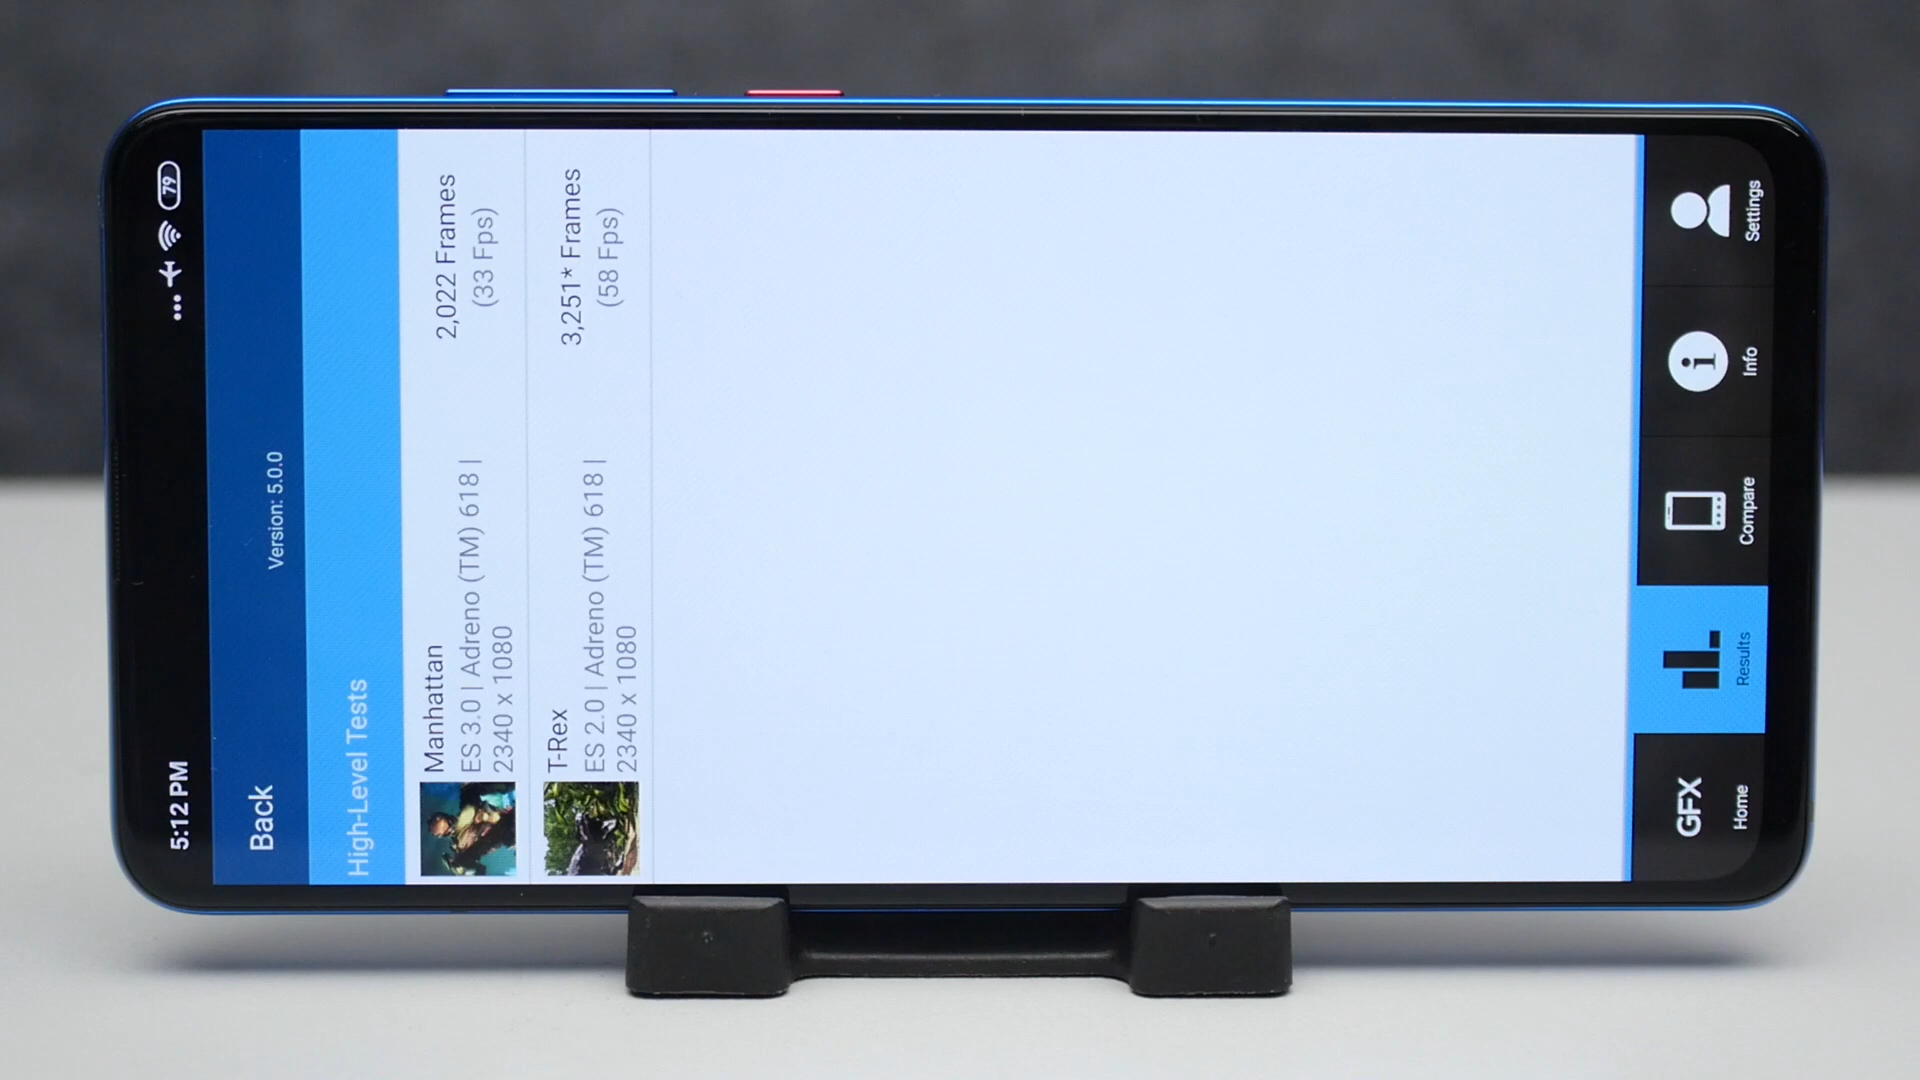 5:12 PM
79
Back
Version: 5.0.0
High-Level Tests
Manhattan
2,022 Frames
ES 3.0 | Adreno (TM) 618 |
(33 Fps)
2340 x 1080
T-Rex
3,251* Frames
ES 2.0 | Adreno (TM) 618 |
(58 Fps)
2340 x 1080
GFX
Home
Results
Compare
Info
Settings